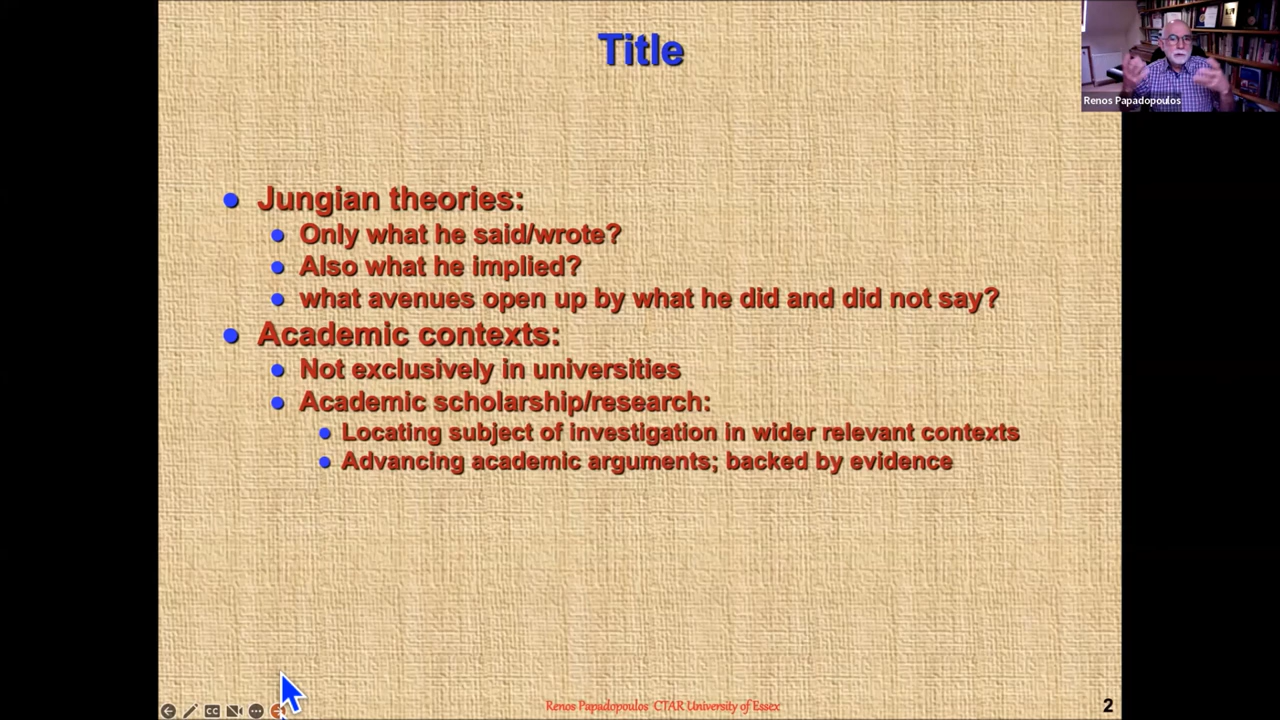 Title
Renos Papadopoulos
Jungian theories:
Only what he said/wrote?
Also what he implied?
what avenues open up by what he did and did not say?
Academic contexts:
Not exclusively in universities
Academic scholarship/research:
Locating subject of investigation in wider relevant contexts
Advancing academic arguments; backed by evidence
CC
Renos Papadopoulos CTAR University of Essex
2